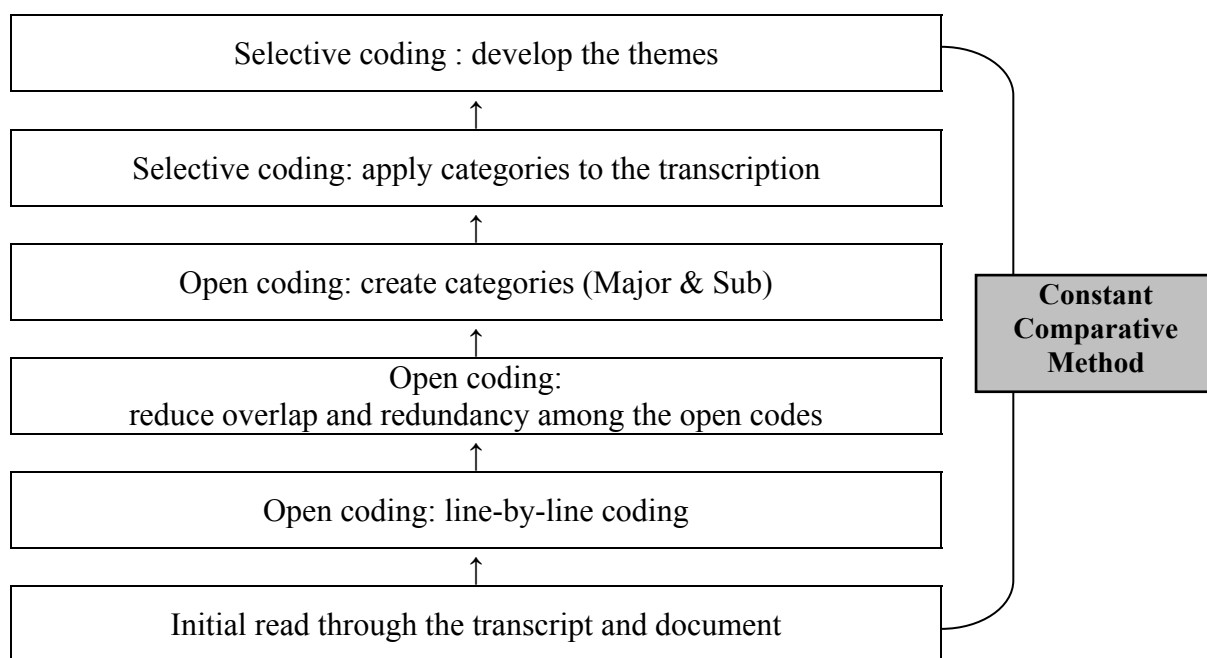 Selective coding : develop the themes
↑
Selective coding: apply categories to the transcription
↑
Open coding: create categories (Major & Sub)
↑
Open coding:
reduce overlap and redundancy among the open codes
↑
Open coding: line-by-line coding
↑
Initial read through the transcript and document
Constant
Comparative
Method